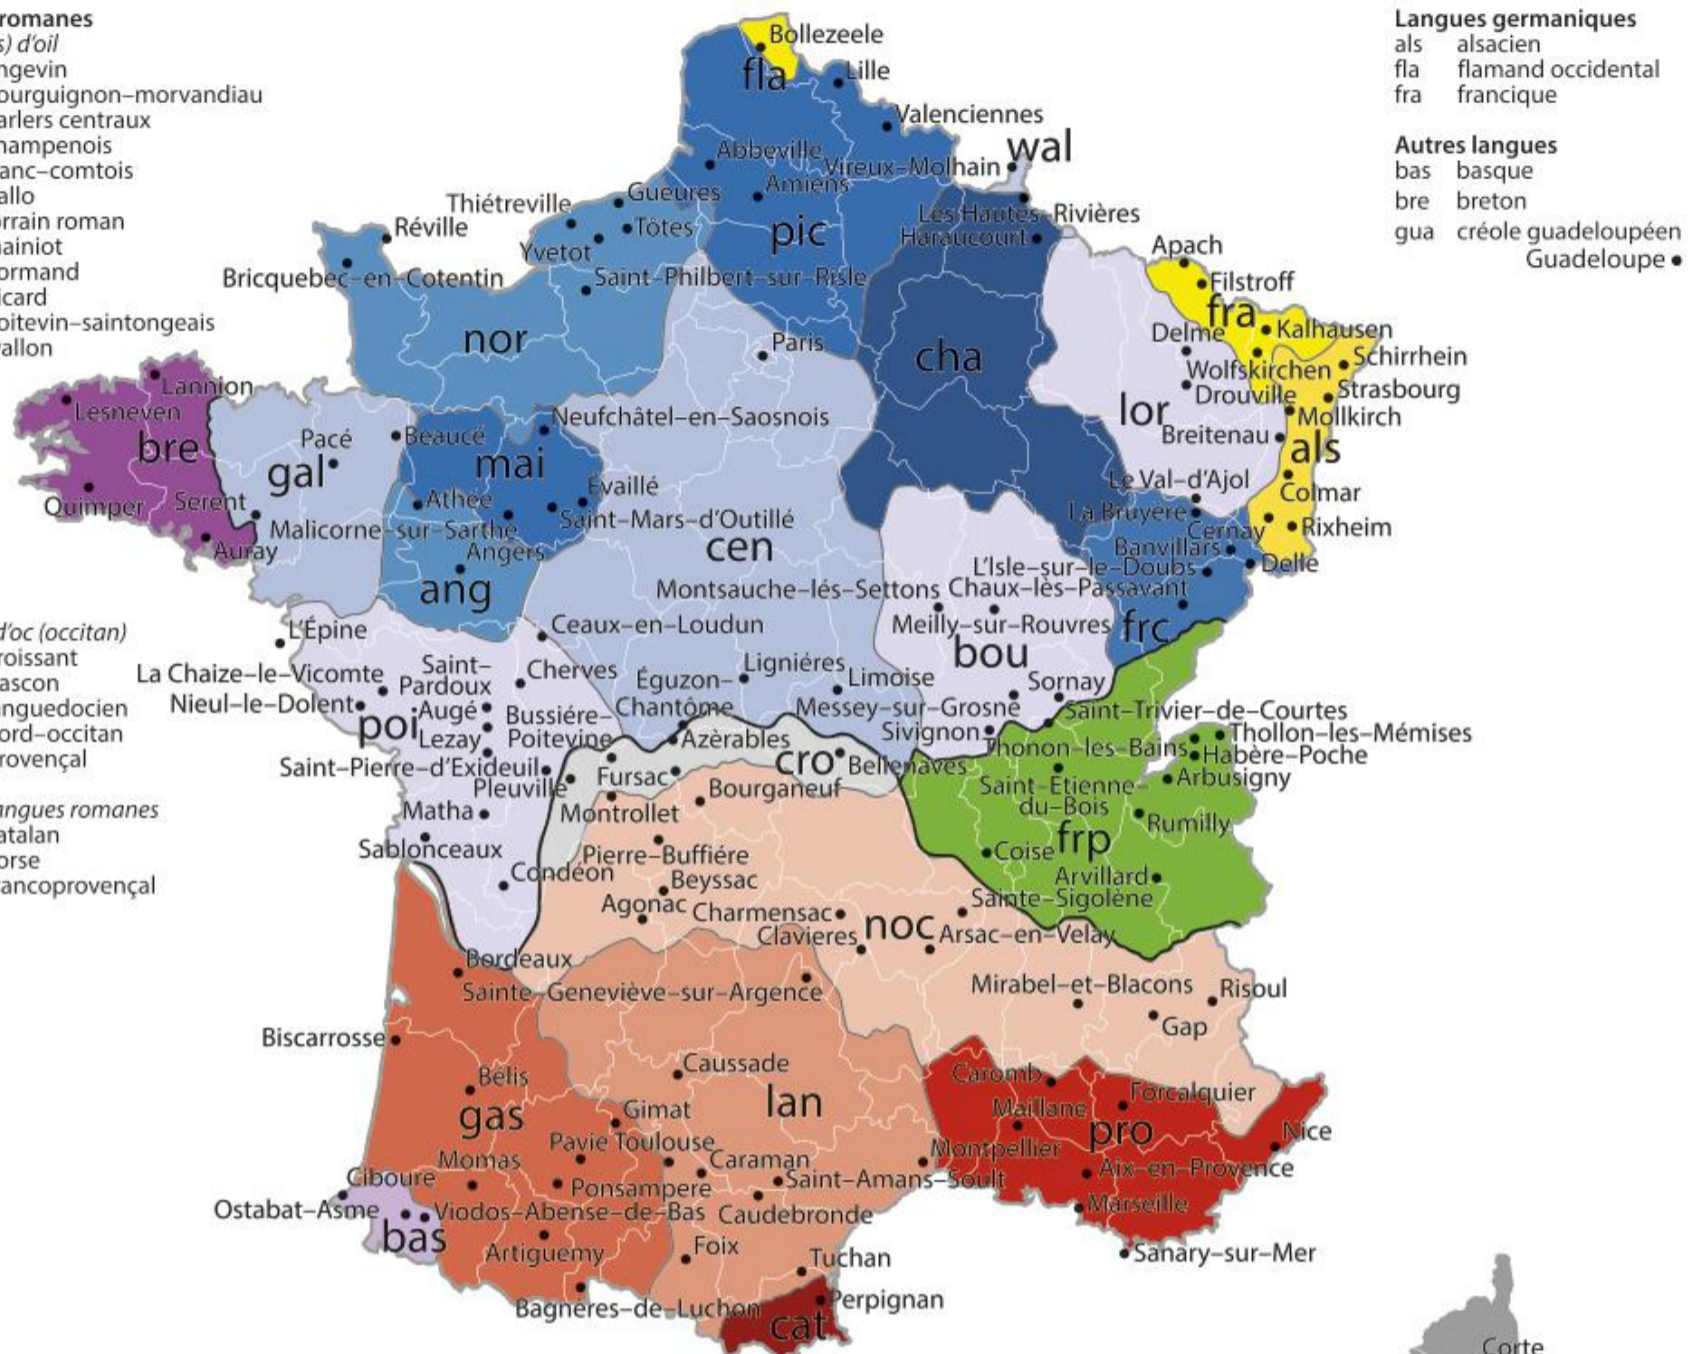 romanes
s) d’oil
ngevin
ourguignon–morvandiau
arlers centraux
hampenois
anc–comtois
allo
orrain roman
nainiot
ormand
icard
oitevin–saintongeais
allon
d’oc (occitan)
roissant
ascon
nguedocien
ord–occitan
rovençal
angues romanes
atalan
orse
rancoprovençal
Langues germaniques
als alsacien
fla flamand occidental
fra francique
Autres langues
bas basque
bre breton
gua créole guadeloupéen
Guadeloupe
Bollezeele
fla
Lille
Valenciennes
wal
Abbeville
Vireux–Molhain
Amiens
Gueures
Thiétreville
Les Hautes–Rivières
Réville
Tôtes
pic
Haraucourt
Yvetot
Apach
Bricquebec–en–Cotentin
Saint–Philbert–sur–Risle
Filstroff
fra
nor
Paris
Delme
Kalhausen
cha
Schirrhein
Wolfskirchen
Lannion
Drouville
Strasbourg
Lesneven
lor
Neufchâtel–en–Saosnois
Mollkirch
Pacé
Beaucé
Breitenau
bre
als
gal
mai
Le Val–d’Ajol
Évaillé
Colmar
Quimper
Serent
Athée
La Bruyère
Malicorne–sur–Sarthe
Saint–Mars–d’Outillé
Cernay
Rixheim
Auray
Angers
cen
Banvillars
L’Isle–sur–le–Doubs
Delle
ang
Montsauche–lés–Settons
Chaux–lès–Passavant
L’Épine
Ceaux–en–Loudun
Meilly–sur–Rouvres
frc
bou
La Chaize–le–Vicomte
Saint–
Pardoux
Cherves
Éguzon–
Chantôme
Ligniéres
Limoise
Sornay
Nieul–le–Dolent
Augé
Bussiére–
Poitevine
Messey–sur–Grosne
Saint–Trivier–de–Courtes
poi
Lezay
Sivignon
Thollon–les–Mémises
Azèrables
Thonon–les–Bains
Habère–Poche
Saint–Pierre–d’Exideuil
Fursac
cro
Bellenaves
Arbusigny
Pleuville
Bourganeuf
Saint–Etienne–
du–Bois
Matha
Montrollet
Rumilly
frp
Sablonceaux
Pierre–Buffiére
Coise
Condéon
Beyssac
Arvillard
Agonac
Charmensac
Sainte–Sigolène
noc
Clavieres
Arsac–en–Velay
Bordeaux
Sainte–Geneviève–sur–Argence
Mirabel–et–Blacons
Risoul
Gap
Biscarrosse
Caussade
Bélis
Caromb
Forcalquier
gas
Gimat
lan
Maillane
pro
Nice
Pavie
Toulouse
Montpellier
Momas
Caraman
Aix–en–Provence
Ciboure
Ponsampere
Saint–Amans–Soult
Marseille
Ostabat–Asme
Viodos–Abense–de–Bas
Caudebronde
bas
Artiguemy
Foix
Tuchan
Sanary–sur–Mer
Bagnères–de–Luchon
Perpignan
cat
Corte